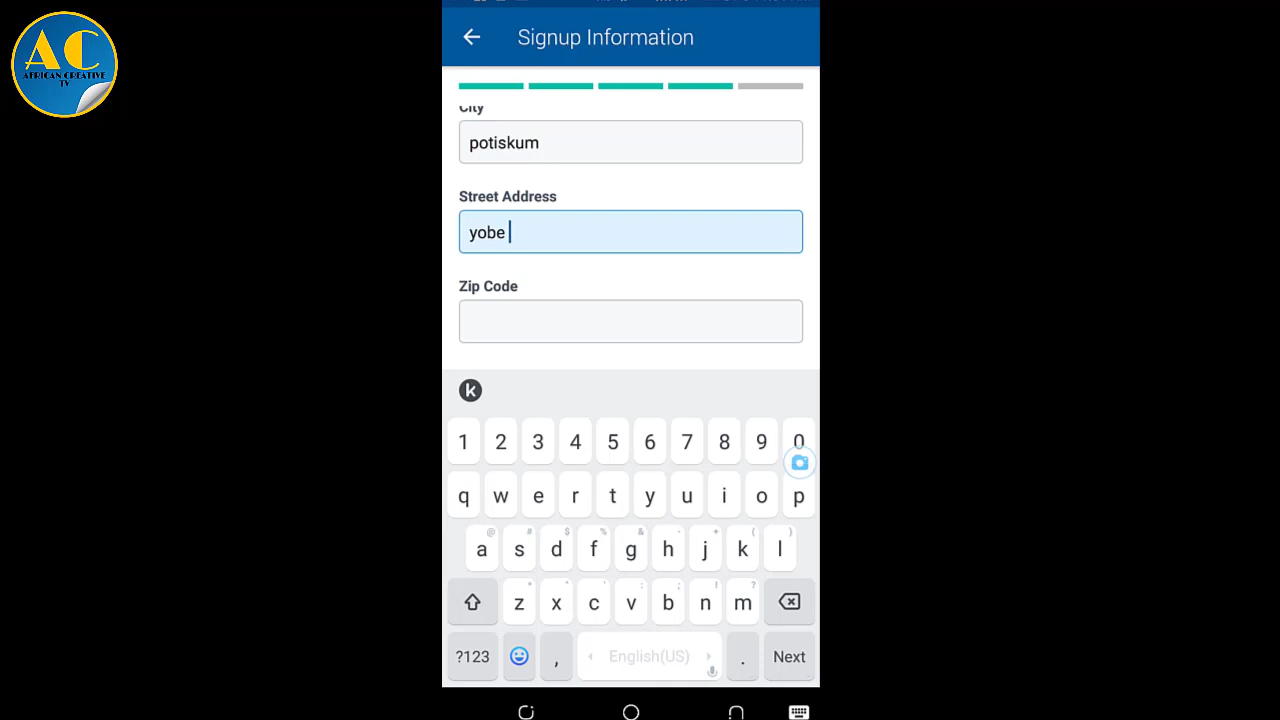 AC
AFRICAN CREATIVE
TV
Signup Information
City
potiskum
Street Address
yobe
Zip Code
k
1 2 3 4 5 6 7 8 9 0
q w e r t y u i o p
@ # $ % & - + ( )
a s d f g h j k l
z x c v b n m
?123 , English(US) . Next